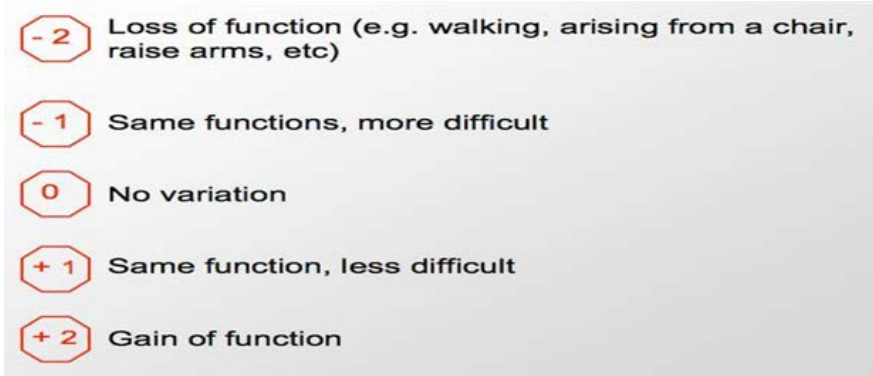 - 2 Loss of function (e.g. walking, arising from a chair,
raise arms, etc)
- 1 Same functions, more difficult
0 No variation
+ 1 Same function, less difficult
+ 2 Gain of function